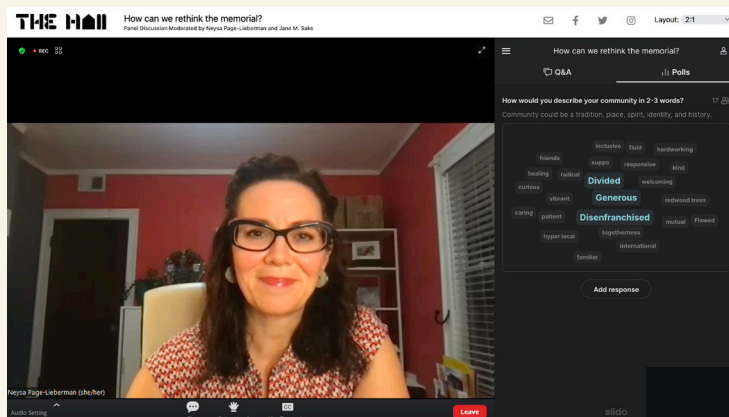 THE HALL
How can we rethink the memorial?
Panel Discussion Moderated by Neysa Page-Lieberman and Jane M. Saks
Layout: 2:1
REC
Neysa Page-Lieberman (she/her)
Audio Setting
CC
Leave
How can we rethink the memorial?
Q&A
Polls
How would you describe your community in 2-3 words?
17
Community could be a tradition, place, spirit, identity, and history.
inclusive fluid hardworking
friends suppo responsive kind
healing radical Divided welcoming
curious
vibrant Generous redwood trees
caring patient Disenfranchised mutual Flawed
hyper local togetherness
international
familiar
Add response
slido